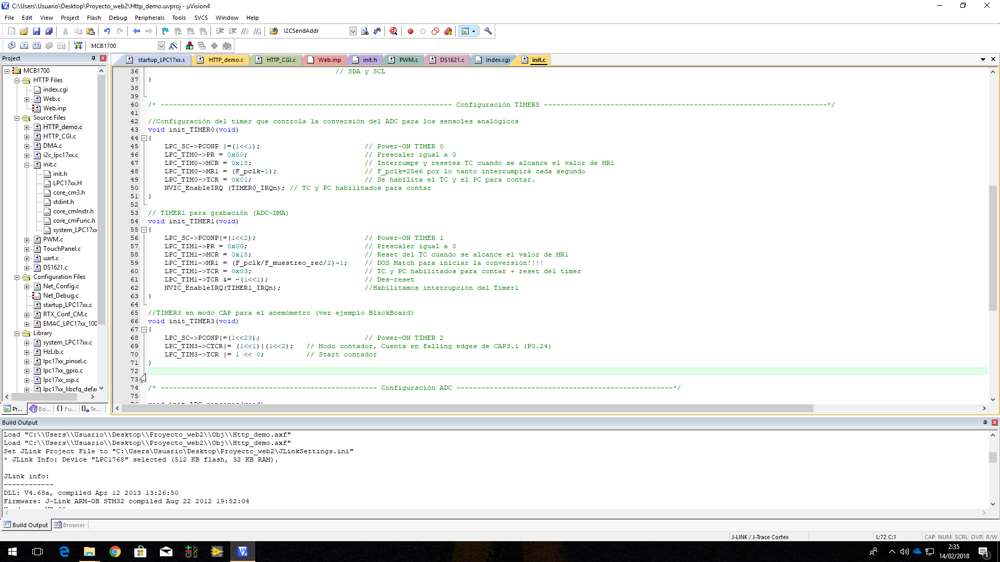 C:\Users\Usuario\Desktop\Proyecto_web2\Http_demo.uvproj - µVision4
File Edit View Project Flash Debug Peripherals Tools SVCS Window Help
I2CSendAddr
LOAD MCB1700
Project
startup_LPC17xx.s HTTP_demo.c HTTP_CGI.c Web.inp init.h PWM.c DS1621.c index.cgi init.c
MCB1700
HTTP Files
index.cgi
Web.c
Web.inp
Source Files
HTTP_demo.c
HTTP_CGI.c
DMA.c
i2c_lpc17xx.c
init.c
init.h
LPC17xx.H
core_cm3.h
stdint.h
core_cmInstr.h
core_cmFunc.h
system_LPC17xx
PWM.c
TouchPanel.c
uart.c
DS1621.c
Configuration Files
Net_Config.c
Net_Debug.c
startup_LPC17xx.s
RTX_Conf_CM.c
EMAC_LPC17xx_100
Library
system_LPC17xx.c
HzLib.c
lpc17xx_pinsel.c
lpc17xx_gpio.c
lpc17xx_ssp.c
lpc17xx_libcfg_defau
Pr... Bo... {} Fu... Te...
36 // SDA y SCL
37 }
38
39
40 /* ---------------------------------------------------------------------- Configuración TIMERS --------------------------------------------------------------------*/
41
42 //Configuración del timer que controla la conversión del ADC para los sensoles analógicos
43 void init_TIMER0(void)
44 {
45 LPC_SC->PCONP |=(1<<1); // Power-ON TIMER 0
46 LPC_TIM0->PR = 0x00; // Prescaler igual a 0
47 LPC_TIM0->MCR = 0x18; // Interrumpe y resetea TC cuando se alcance el valor de MR1
48 LPC_TIM0->MR1 = (F_pclk-1); // F_pclk=25e6 por lo tanto interrumpirá cada segundo
49 LPC_TIM0->TCR = 0x01; // Se habilita el TC y el PC para contar.
50 NVIC_EnableIRQ (TIMER0_IRQn); // TC y PC habilitados para contar
51 }
52
53 // TIMER1 para grabación (ADC-DMA)
54 void init_TIMER1(void)
55 {
56 LPC_SC->PCONP|=(1<<2); // Power-ON TIMER 1
57 LPC_TIM1->PR = 0x00; // Prescaler igual a 0
58 LPC_TIM1->MCR = 0x18; // Reset del TC cuando se alcance el valor de MR1
59 LPC_TIM1->MR1 = (F_pclk/F_muestreo_rec/2)-1; // DOS Match para iniciar la conversión!!!!
60 LPC_TIM1->TCR = 0x03; // TC y PC habilitados para contar + reset del timer
61 LPC_TIM1->TCR &= ~(1<<1); // Des-reset
62 NVIC_EnableIRQ(TIMER1_IRQn); //Habilitamos interrupción del Timer1
63 }
64
65 //TIMER3 en modo CAP para el anemómetro (ver ejemplo BlackBoard)
66 void init_TIMER3(void)
67 {
68 LPC_SC->PCONP|=(1<<23); // Power-ON TIMER 2
69 LPC_TIM3->CTCR|= (1<<1)|(1<<2); // Modo contador, Cuenta en falling edges de CAP3.1 (P0.24)
70 LPC_TIM3->TCR |= 1 << 0; // Start contador
71 }
72
73
74 /* ---------------------------------------------------- Configuración ADC ----------------------------------------------------*/
75
Build Output
Load "C:\\Users\\Usuario\\Desktop\\Proyecto_web2\\Obj\\Http_demo.axf"
Load "C:\\Users\\Usuario\\Desktop\\Proyecto_web2\\Obj\\Http_demo.axf"
Set JLink Project File to "C:\Users\Usuario\Desktop\Proyecto_web2\JLinkSettings.ini"
* JLink Info: Device "LPC1768" selected (512 KB flash, 32 KB RAM).
JLink info:
------------
DLL: V4.68a, compiled Apr 12 2013 13:26:50
Firmware: J-Link ARM-OB STM32 compiled Aug 22 2012 19:52:04
Build Output Browser
J-LINK / J-Trace Cortex L:72 C:1 CAP NUM SCRL OVR R/W
2:35
14/02/2018
1